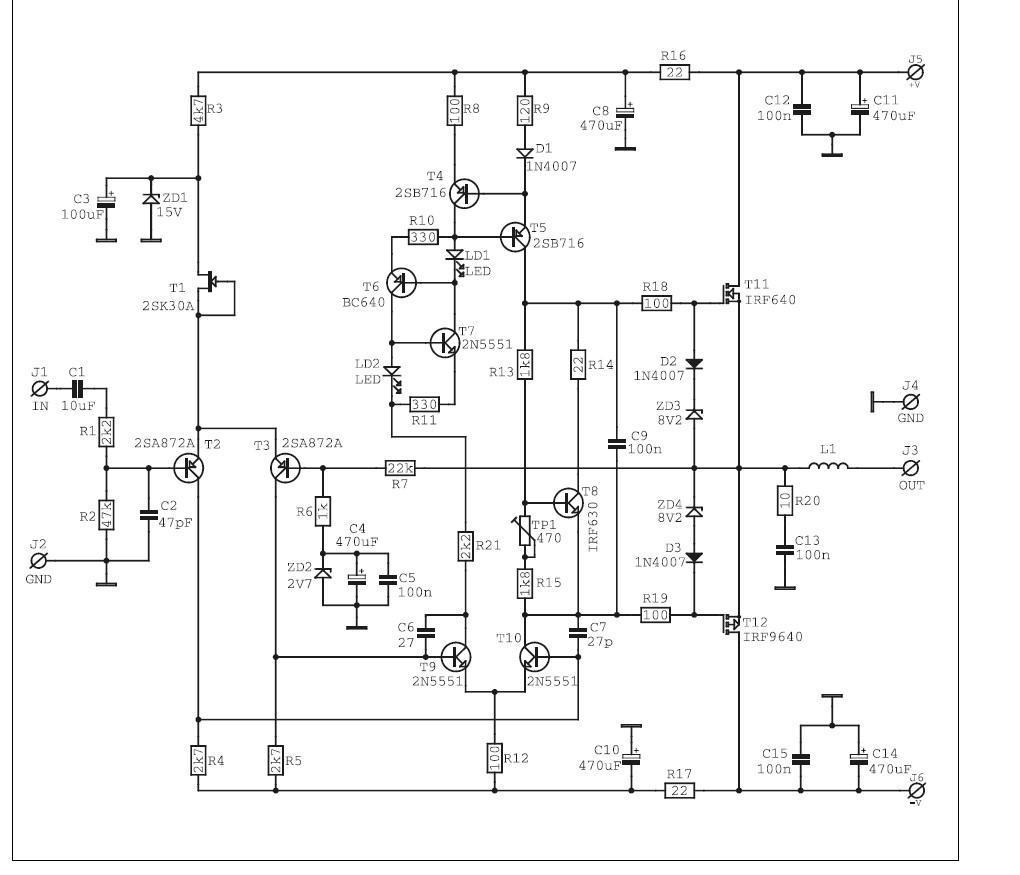 R16
22
J5
+V
4k7
R3
100
R8
120
R9
C8
470uF
C12
100n
C11
470uF
D1
1N4007
T4
2SB716
C3
100uF
ZD1
15V
R10
330
T5
2SB716
LD1
LED
T1
2SK30A
T6
BC640
R18
100
T11
IRF640
T7
2N5551
LD2
LED
R13
1k8
22
R14
D2
1N4007
J1
IN
C1
10uF
330
R11
ZD3
8V2
J4
GND
R1
2k2
2SA872A
T2
T3
2SA872A
C9
100n
22k
R7
L1
J3
OUT
R2
47k
C2
47pF
R6
1k
C4
470uF
T8
IRF630
ZD4
8V2
10
R20
TP1
470
J2
GND
2k2
R21
D3
1N4007
C13
100n
ZD2
2V7
C5
100n
1k8
R15
R19
100
C6
27
T10
C7
27p
T12
IRF9640
T9
2N5551
2N5551
2k7
R4
2k7
R5
100
R12
C10
470uF
C15
100n
C14
470uF
R17
22
J6
-V